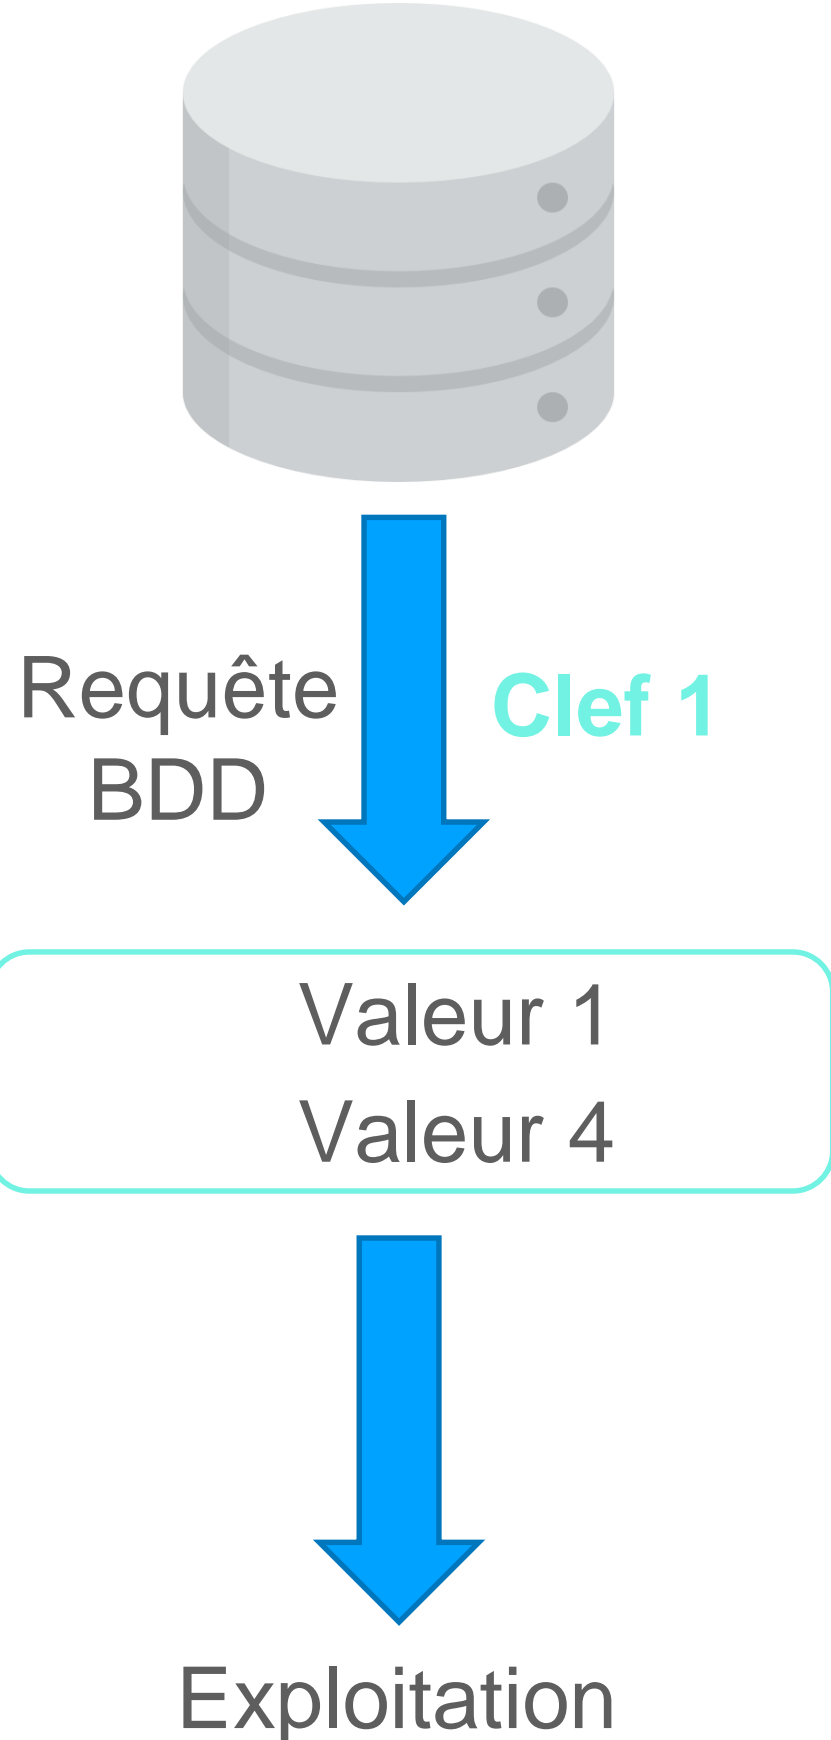 Requête
BDD
Clef 1
Valeur 1
Valeur 4
Exploitation